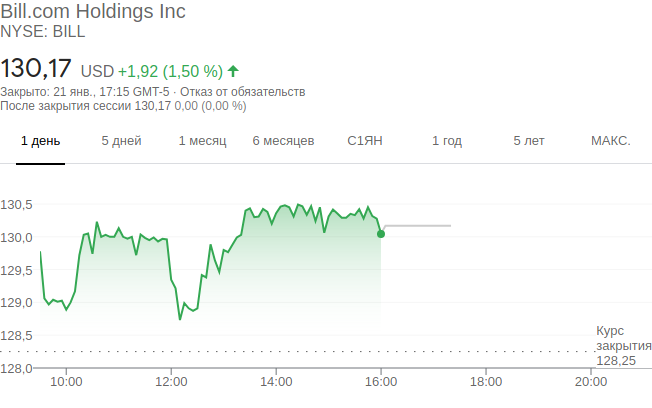 Bill.com Holdings Inc
NYSE: BILL
130,17 USD +1,92 (1,50 %)
Закрыто: 21 янв., 17:15 GMT-5 · Отказ от обязательств
После закрытия сессии 130,17 0,00 (0,00 %)
1 день 5 дней 1 месяц 6 месяцев С1ЯН 1 год 5 лет МАКС.
130,5
130,0
129,5
129,0
128,5
128,0
Курс
закрытия
128,25
10:00 12:00 14:00 16:00 18:00 20:00